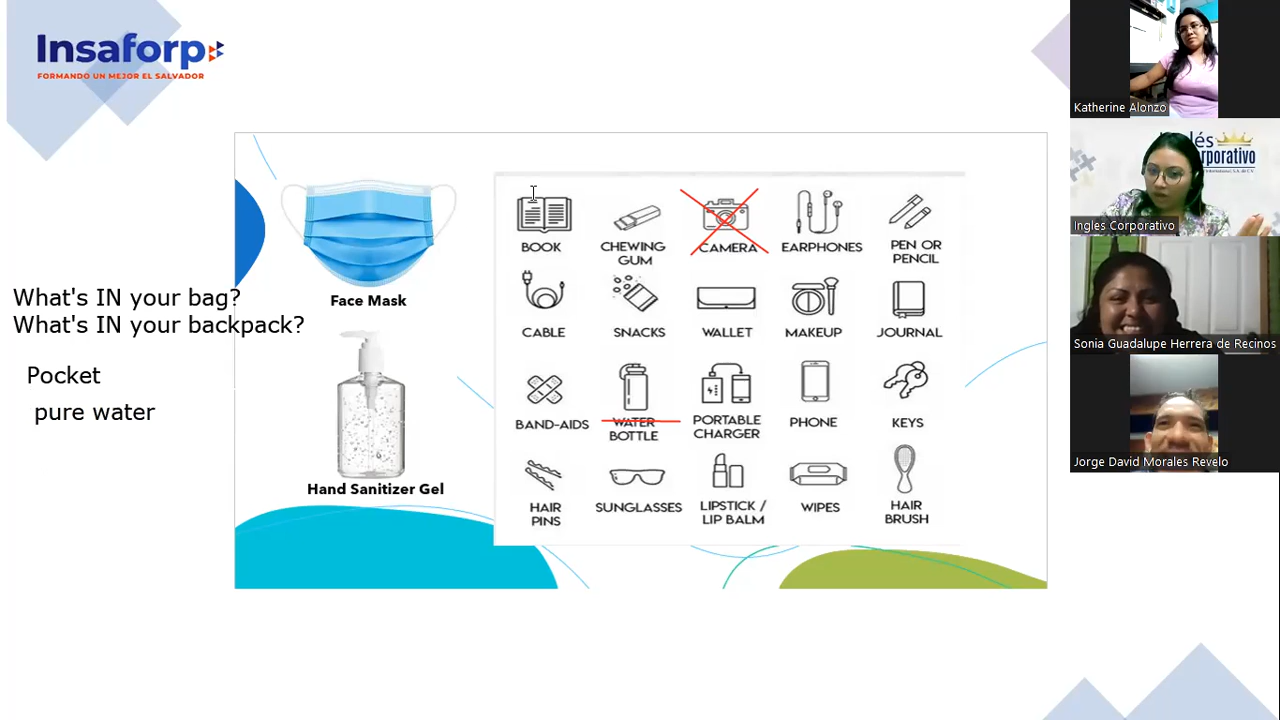 Insaforp
FORMANDO UN MEJOR EL SALVADOR
What's IN your bag?
What's IN your backpack?
Pocket
pure water
Face Mask
Hand Sanitizer Gel
BOOK
CHEWING
GUM
CAMERA
EARPHONES
PEN OR
PENCIL
CABLE
SNACKS
WALLET
MAKEUP
JOURNAL
BAND-AIDS
WATER
BOTTLE
PORTABLE
CHARGER
PHONE
KEYS
HAIR
PINS
SUNGLASSES
LIPSTICK /
LIP BALM
WIPES
HAIR
BRUSH
Katherine Alonzo
Ingles Corporativo
Sonia Guadalupe Herrera de Recinos
Jorge David Morales Revelo